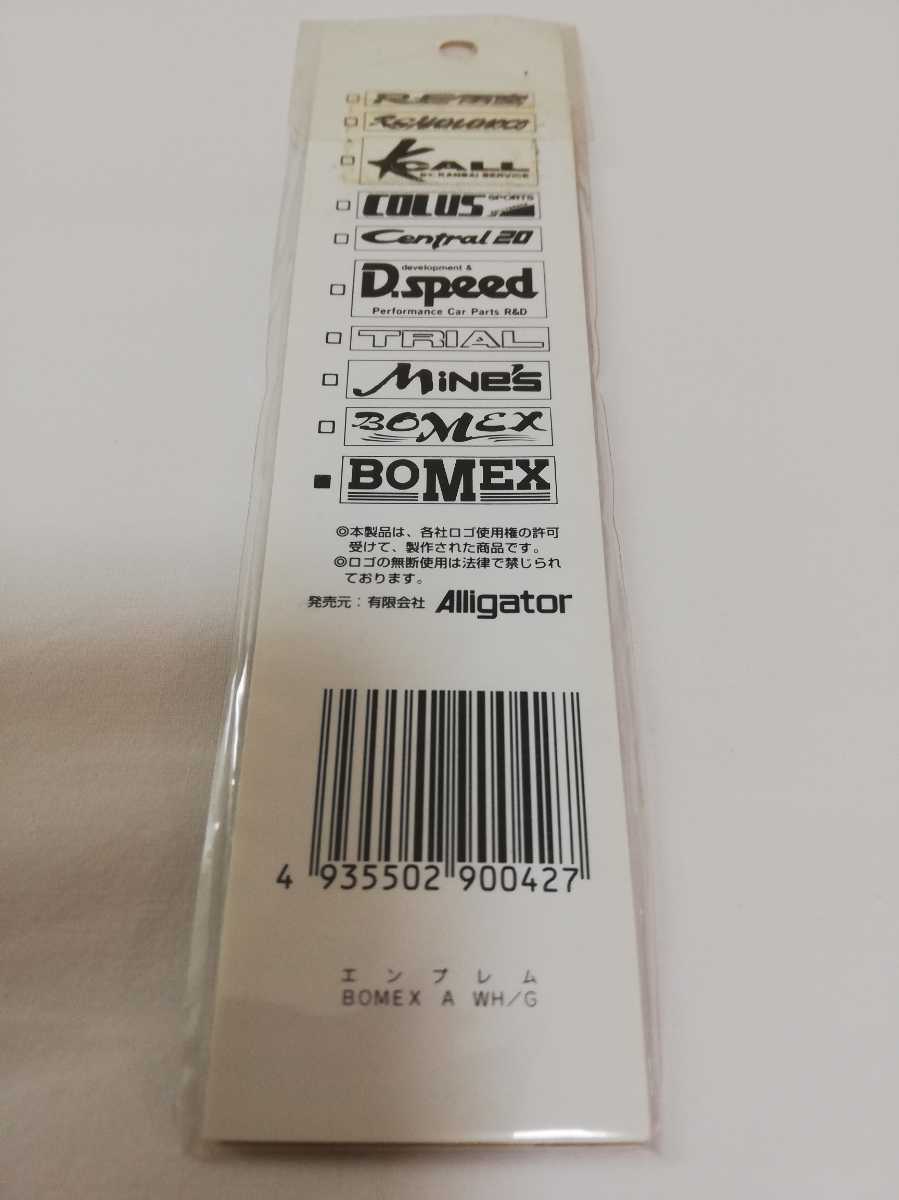 RE雨宮
K CALL
BY. KANSAI SERVICE
COLUS SPORTS
Central 20
development &
D.speed
Performance Car Parts R&D
TRIAL
MiNe's
BOMEX
BOMEX
◎本製品は、各社ロゴ使用権の許可
受けて、製作された商品です。
◎ロゴの無断使用は法律で禁じられ
ております。
発売元：有限会社 Alligator
4 935502 900427
エンブレム
BOMEX A WH/G